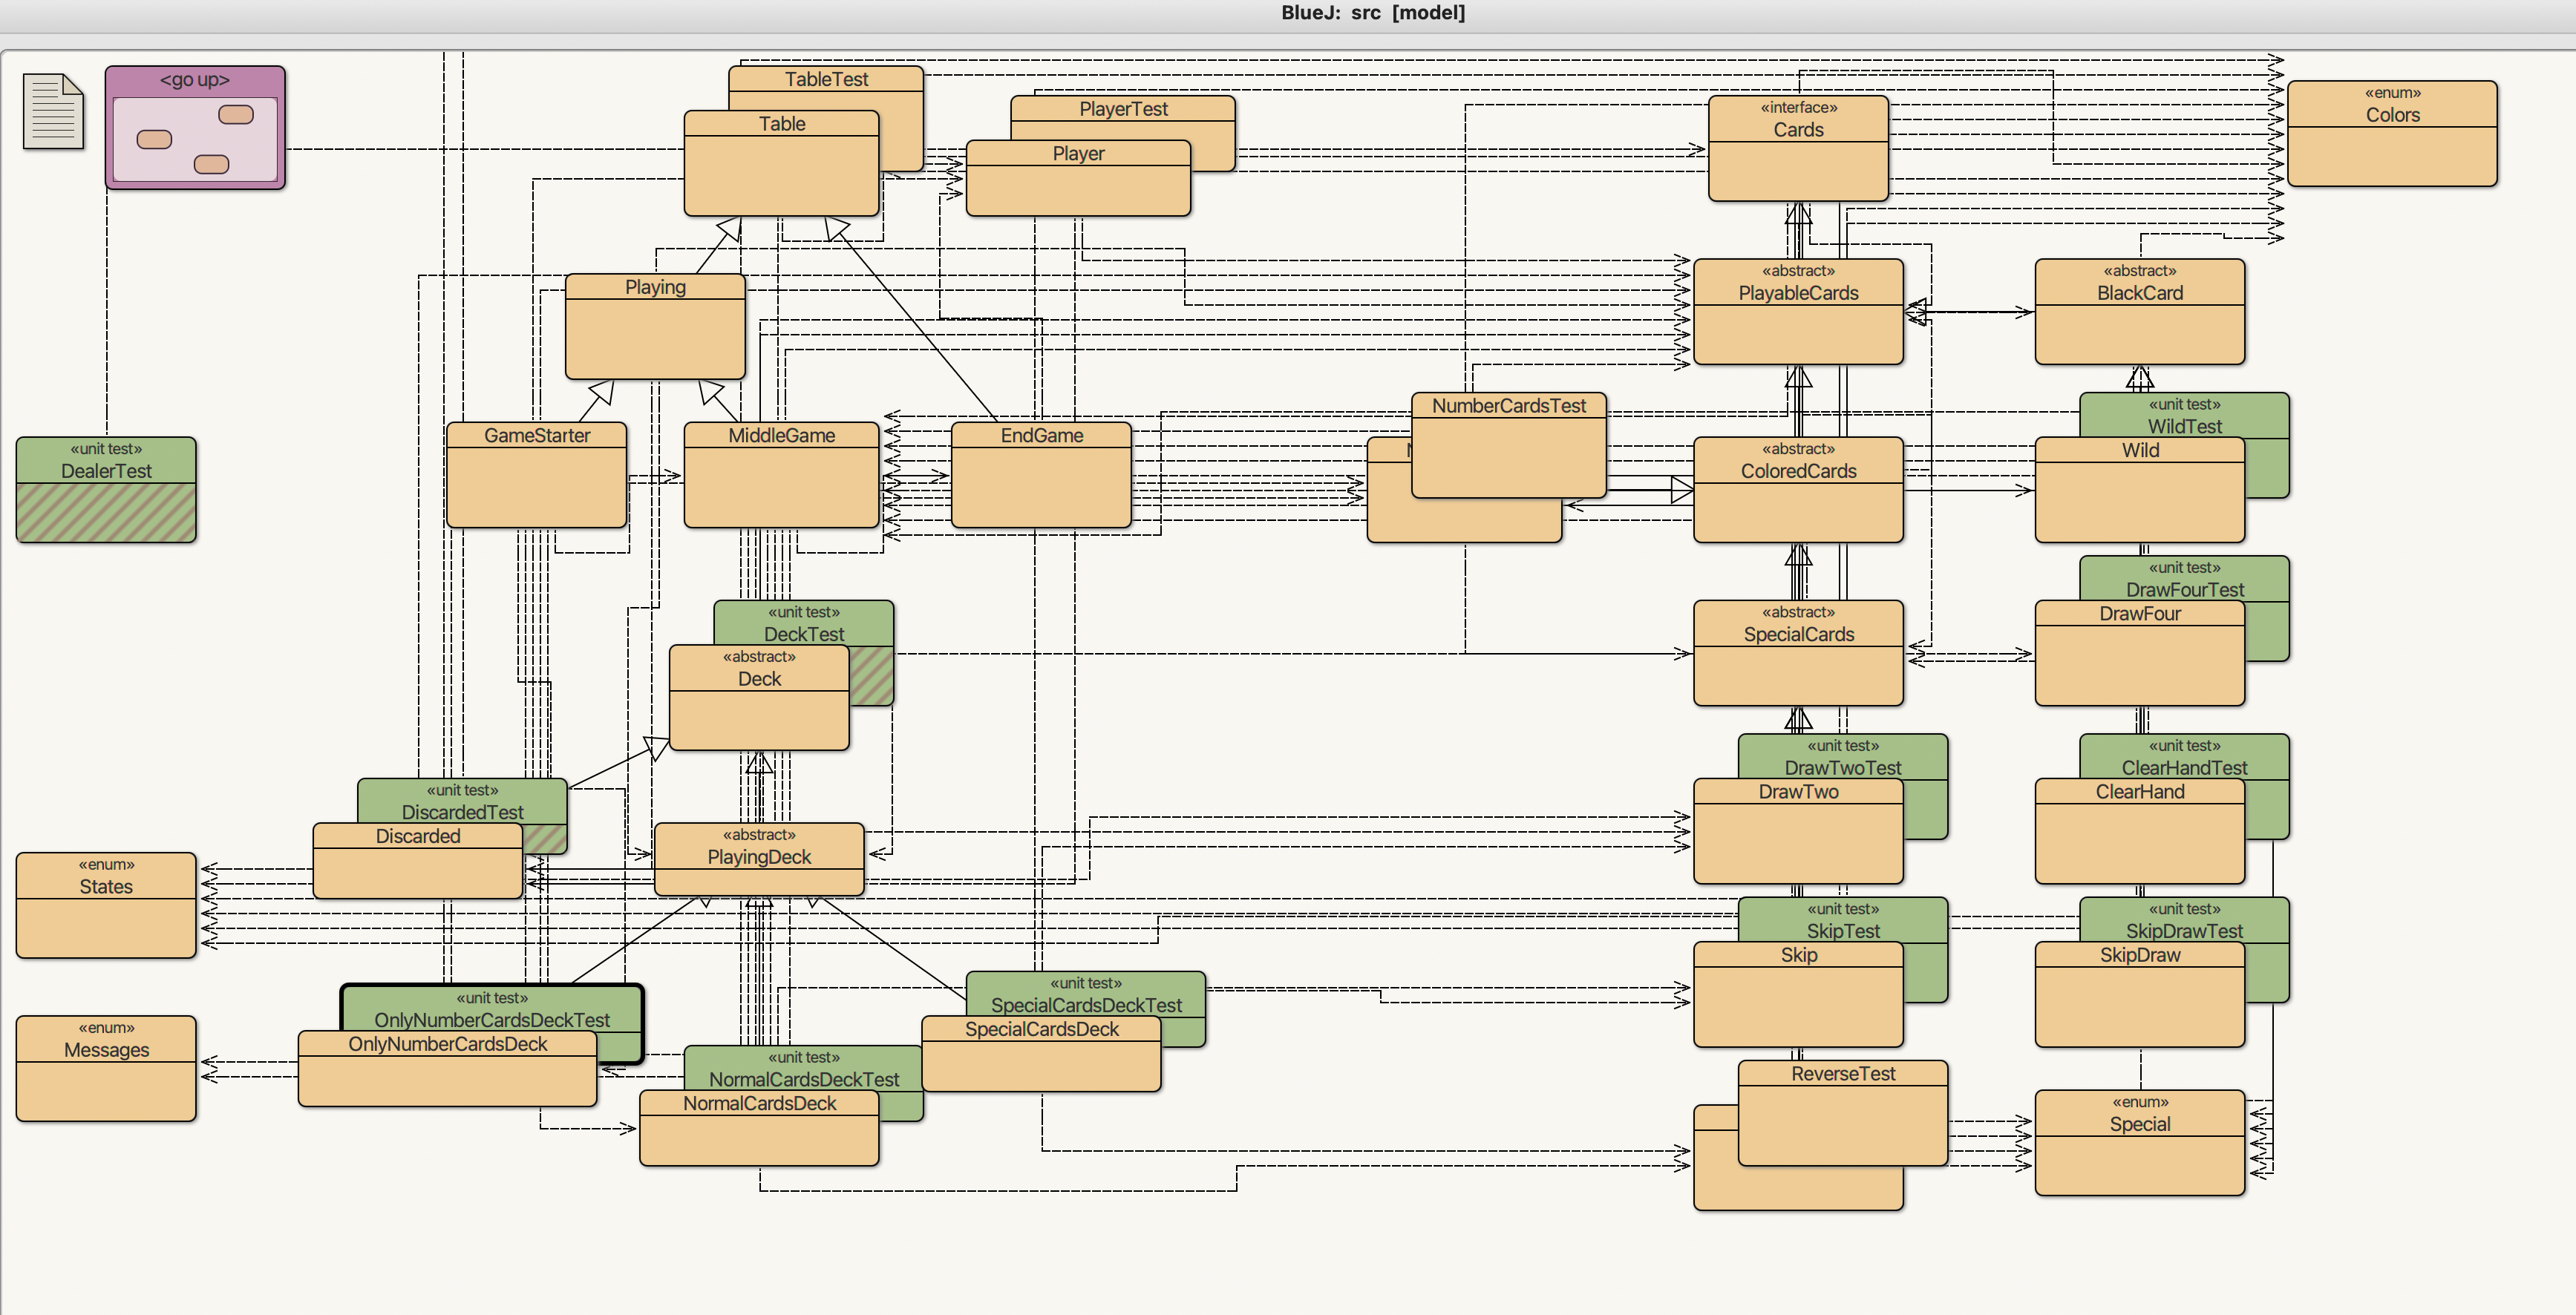 BlueJ: src [model]
<go up>
TableTest
Table
PlayerTest
Player
«interface»
Cards
«enum»
Colors
Playing
«abstract»
PlayableCards
«abstract»
BlackCard
«unit test»
DealerTest
GameStarter
MiddleGame
EndGame
NumberCardsTest
«abstract»
ColoredCards
«unit test»
WildTest
Wild
«unit test»
DeckTest
«abstract»
Deck
«abstract»
SpecialCards
«unit test»
DrawFourTest
DrawFour
«unit test»
DiscardedTest
Discarded
«abstract»
PlayingDeck
«unit test»
DrawTwoTest
DrawTwo
«unit test»
ClearHandTest
ClearHand
«enum»
States
«unit test»
SkipTest
Skip
«unit test»
SkipDrawTest
SkipDraw
«unit test»
OnlyNumberCardsDeckTest
OnlyNumberCardsDeck
«unit test»
SpecialCardsDeckTest
SpecialCardsDeck
«enum»
Messages
«unit test»
NormalCardsDeckTest
NormalCardsDeck
ReverseTest
«enum»
Special